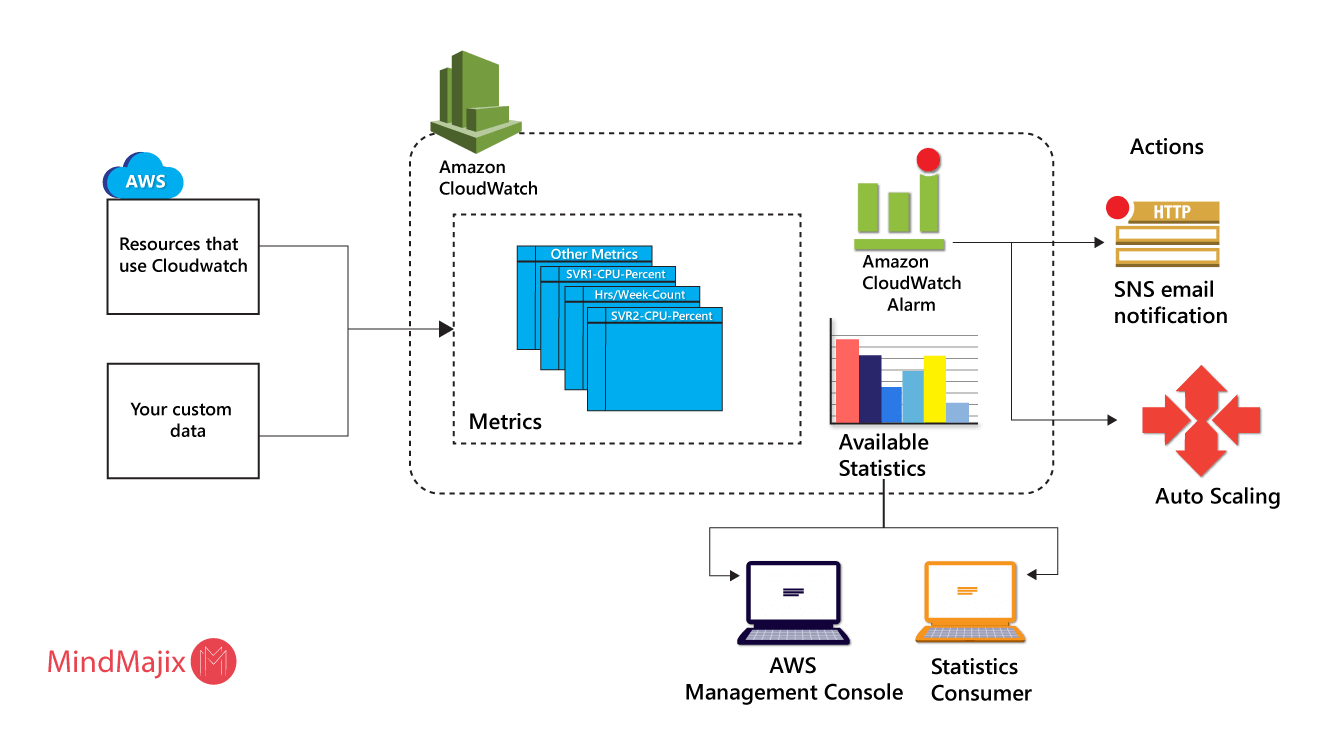 AWS
Resources that
use Cloudwatch
Your custom
data
Amazon
CloudWatch
Other Metrics
SVR1-CPU-Percent
Hrs/Week-Count
SVR2-CPU-Percent
Metrics
Amazon
CloudWatch
Alarm
Available
Statistics
Actions
HTTP
SNS email
notification
Auto Scaling
AWS
Management Console
Statistics
Consumer
MindMajix
M